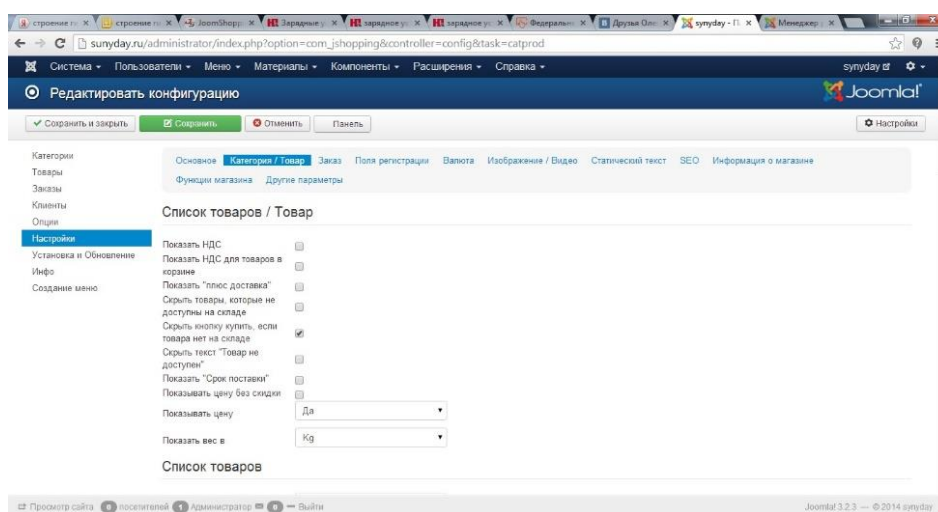 строение г
строение г
JoomShopp
Зарядные у
зарядное ус
зарядное ус
Федеральн
Друзья Оле
synyday - П
Менеджер
sunyday.ru/administrator/index.php?option=com_jshopping&controller=config&task=catprod
Система Пользователи Меню Материалы Компоненты Расширения Справка synyday
Редактировать конфигурацию Joomla!
Сохранить и закрыть Сохранить Отменить Панель Настройки
Категории
Товары
Заказы
Клиенты
Опции
Настройки
Установка и Обновление
Инфо
Создание меню
Основное Категория / Товар Заказ Поля регистрации Валюта Изображение / Видео Статический текст SEO Информация о магазине
Функции магазина Другие параметры
Список товаров / Товар
Показать НДС
Показать НДС для товаров в
корзине
Показать "плюс доставка"
Скрыть товары, которые не
доступны на складе
Скрыть кнопку купить, если
товара нет на складе
Скрыть текст "Товар не
доступен"
Показать "Срок поставки"
Показывать цену без скидки
Показывать цену Да
Показать вес в Kg
Список товаров
Просмотр сайта 0 посетителей 1 Администратор 0 Выйти Joomla! 3.2.3 — © 2014 synyday